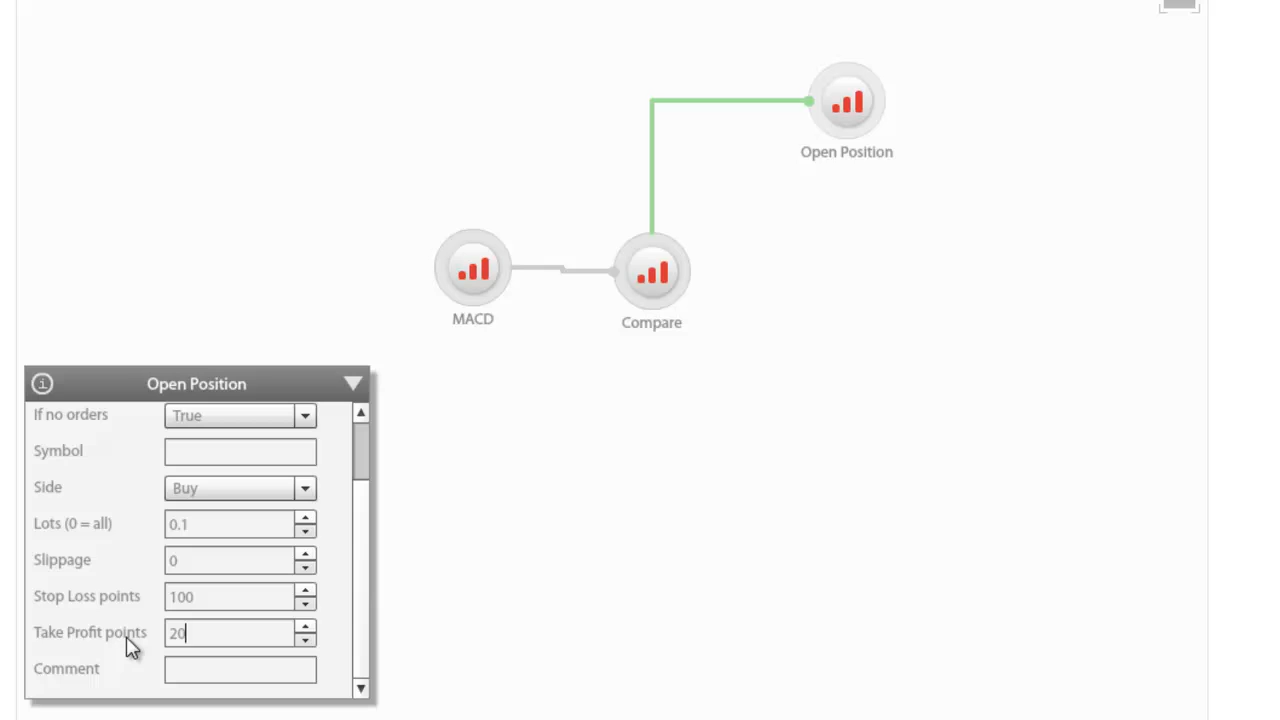 Open Position
MACD
Compare
Open Position
If no orders True
Symbol
Side Buy
Lots (0 = all) 0.1
Slippage 0
Stop Loss points 100
Take Profit points 20
Comment